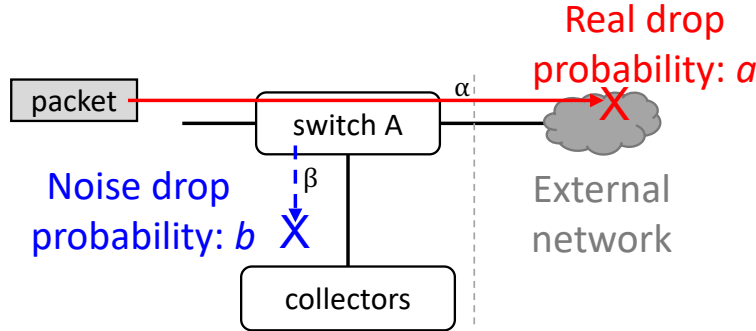 Real drop
probability: a
α
packet
switch A
β
X
Noise drop
probability: b
X
External
network
collectors